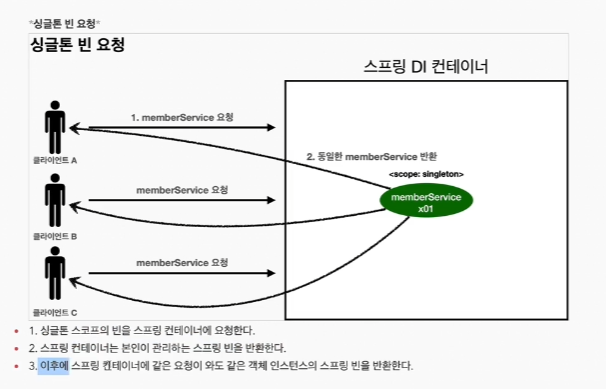 *싱글톤 빈 요청*
싱글톤 빈 요청
스프링 DI 컨테이너
1. memberService 요청
클라이언트 A
2. 동일한 memberService 반환
<scope: singleton>
memberService
x01
memberService 요청
클라이언트 B
memberService 요청
클라이언트 C
1. 싱글톤 스코프의 빈을 스프링 컨테이너에 요청한다.
2. 스프링 컨테이너는 본인이 관리하는 스프링 빈을 반환한다.
3. 이후에 스프링 컨테이너에 같은 요청이 와도 같은 객체 인스턴스의 스프링 빈을 반환한다.